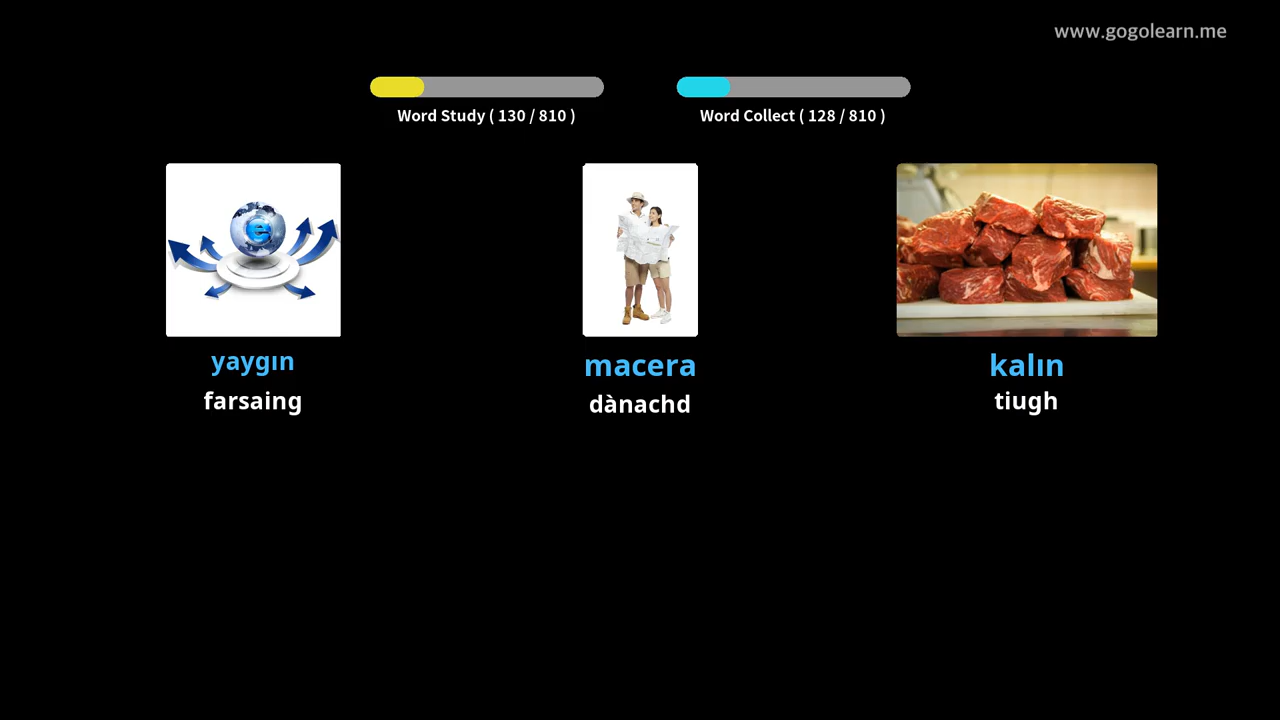 www.gogolearn.me
Word Study ( 130 / 810 )
Word Collect ( 128 / 810 )
e
yaygın
macera
kalın
farsaing
dànachd
tiugh